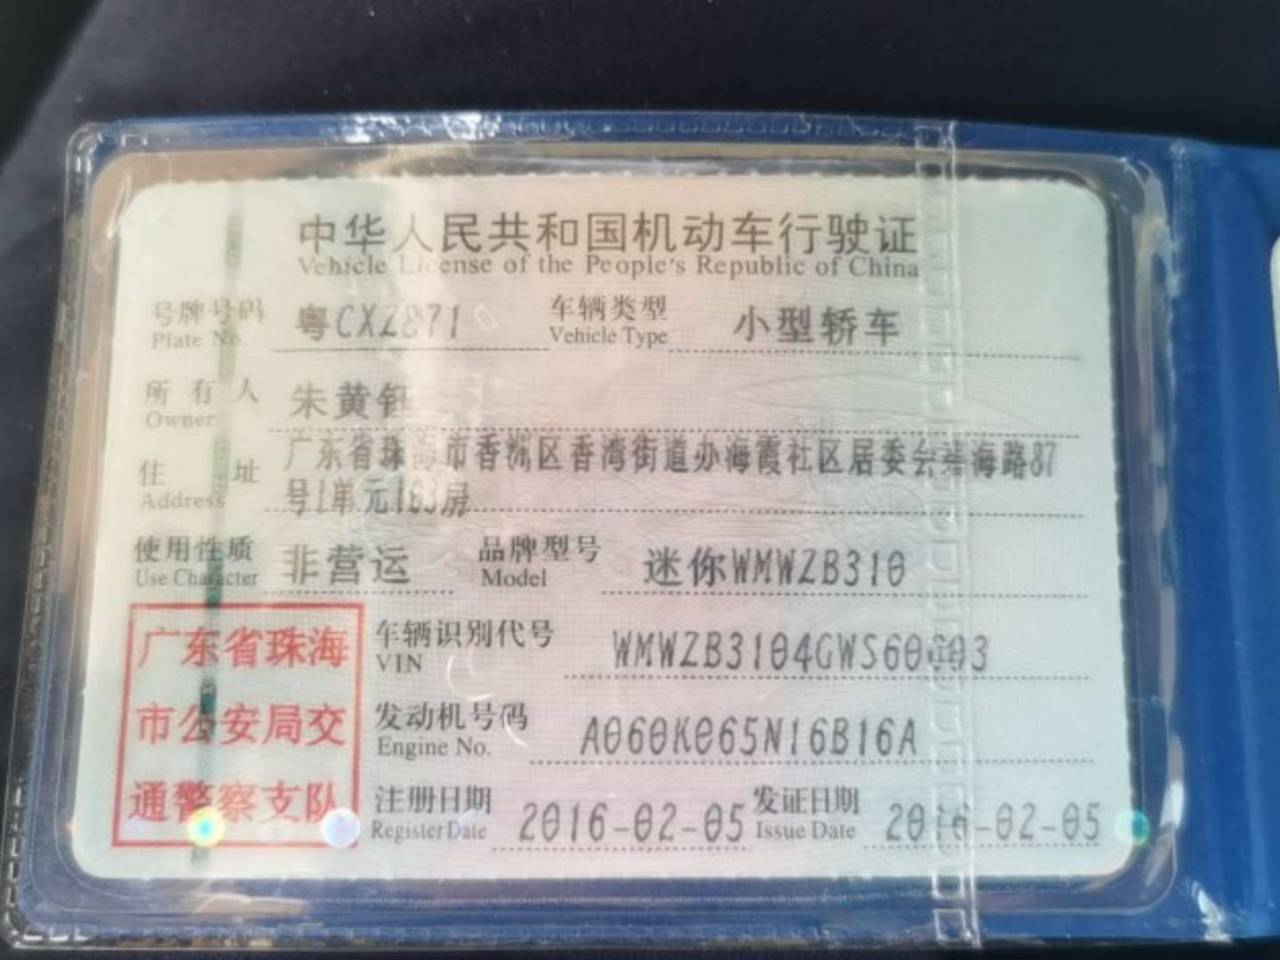 中华人民共和国机动车行驶证
Vehicle License of the People's Republic of China
号牌号码 粤CXZ871 车辆类型 小型轿车
Plate No. Vehicle Type
所有人 朱黄钰
Owner
住址 广东省珠海市香洲区香湾街道办海霞社区居委会 海路87
Address 号1单元103房
使用性质 非营运 品牌型号 迷你WMWZB310
Use Character Model
广东省珠海
市公安局交
通警察支队
车辆识别代号
VIN
发动机号码 A060K065N16B16A
Engine No.
注册日期 2016-02-05 发证日期 2016-02-05
Register Date Issue Date